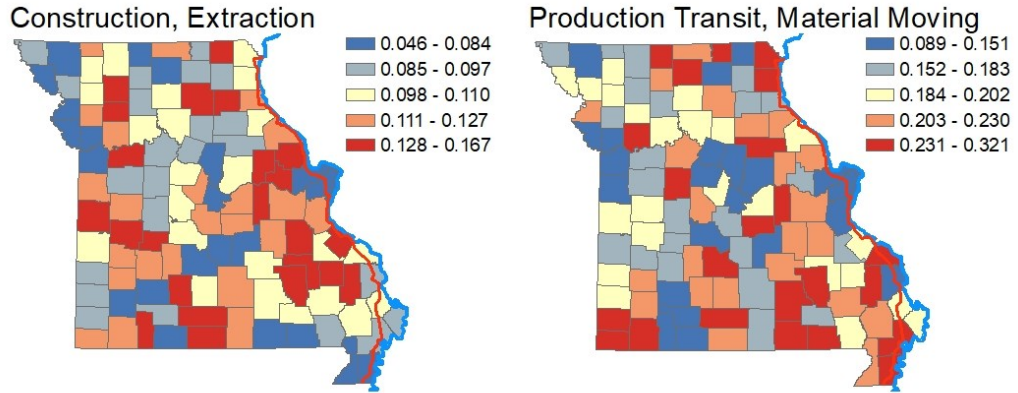 Construction, Extraction
0.046 - 0.084
0.085 - 0.097
0.098 - 0.110
0.111 - 0.127
0.128 - 0.167
Production Transit, Material Moving
0.089 - 0.151
0.152 - 0.183
0.184 - 0.202
0.203 - 0.230
0.231 - 0.321